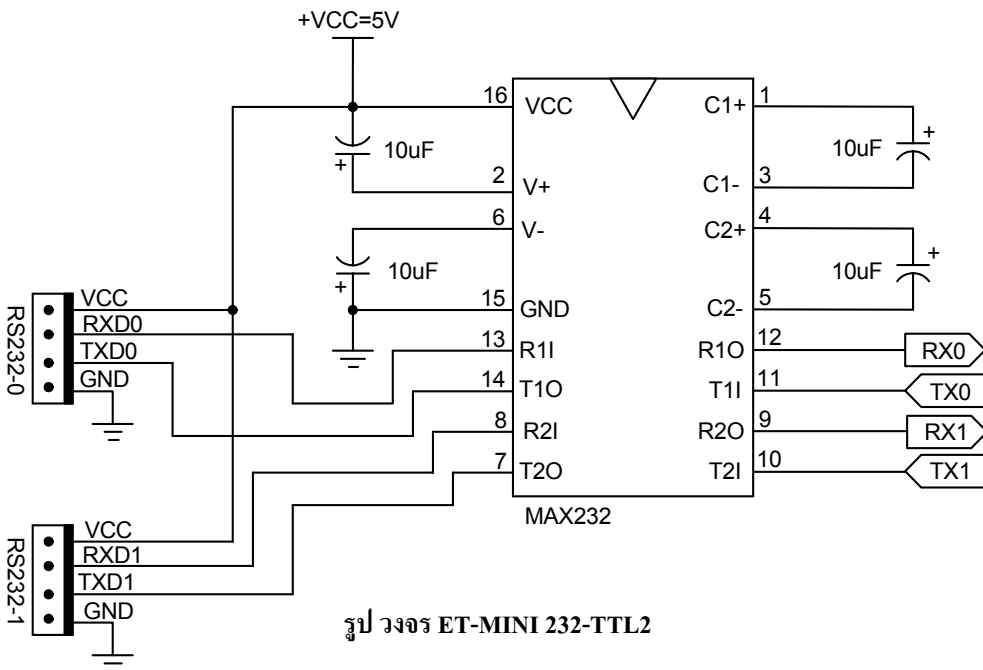 +VCC=5V
16
VCC
C1+
1
10uF
+
2
V+
C1-
3
10uF
+
6
V-
C2+
4
10uF
+
15
GND
C2-
5
10uF
+
13
R1I
R1O
12
RX0
14
T1O
T1I
11
TX0
8
R2I
R2O
9
RX1
7
T2O
T2I
10
TX1
MAX232
RS232-0
VCC
RXD0
TXD0
GND
RS232-1
VCC
RXD1
TXD1
GND
รูป วงจร ET-MINI 232-TTL2